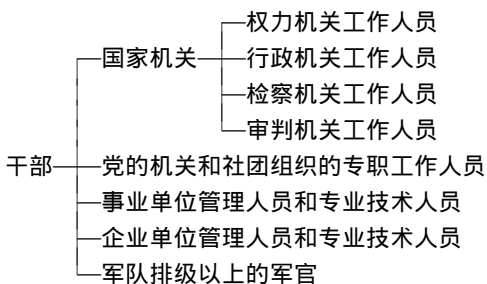 权力机关工作人员
国家机关 行政机关工作人员
检察机关工作人员
审判机关工作人员
干部 党的机关和社团组织的专职工作人员
事业单位管理人员和专业技术人员
企业单位管理人员和专业技术人员
军队排级以上的军官